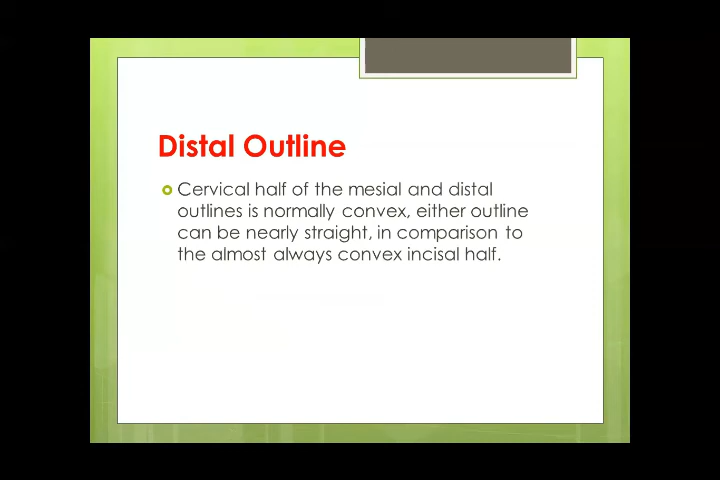 Distal Outline
Cervical half of the mesial and distal
outlines is normally convex, either outline
can be nearly straight, in comparison to
the almost always convex incisal half.